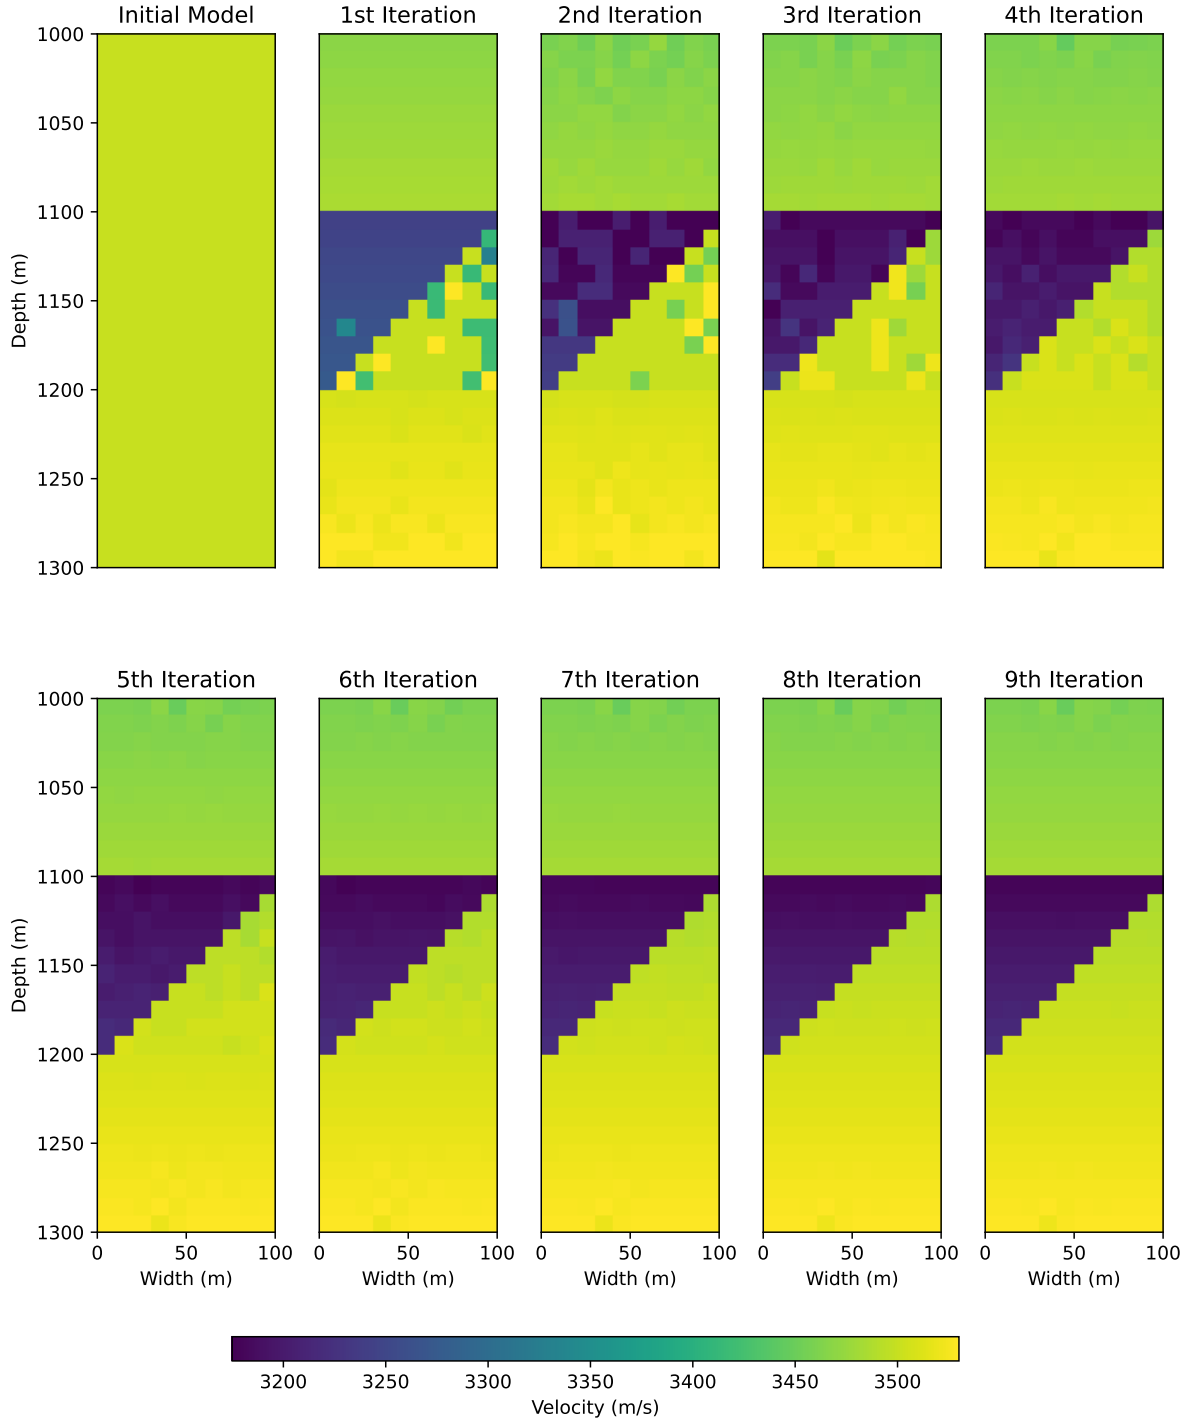 Initial Model 1st Iteration 2nd Iteration 3rd Iteration 4th Iteration
1000
1050
1100
1150
1200
1250
1300
Depth (m)
5th Iteration 6th Iteration 7th Iteration 8th Iteration 9th Iteration
1000
1050
1100
1150
1200
1250
1300
Depth (m)
0 50 100 0 50 100 0 50 100 0 50 100 0 50 100
Width (m) Width (m) Width (m) Width (m) Width (m)
3200 3250 3300 3350 3400 3450 3500
Velocity (m/s)